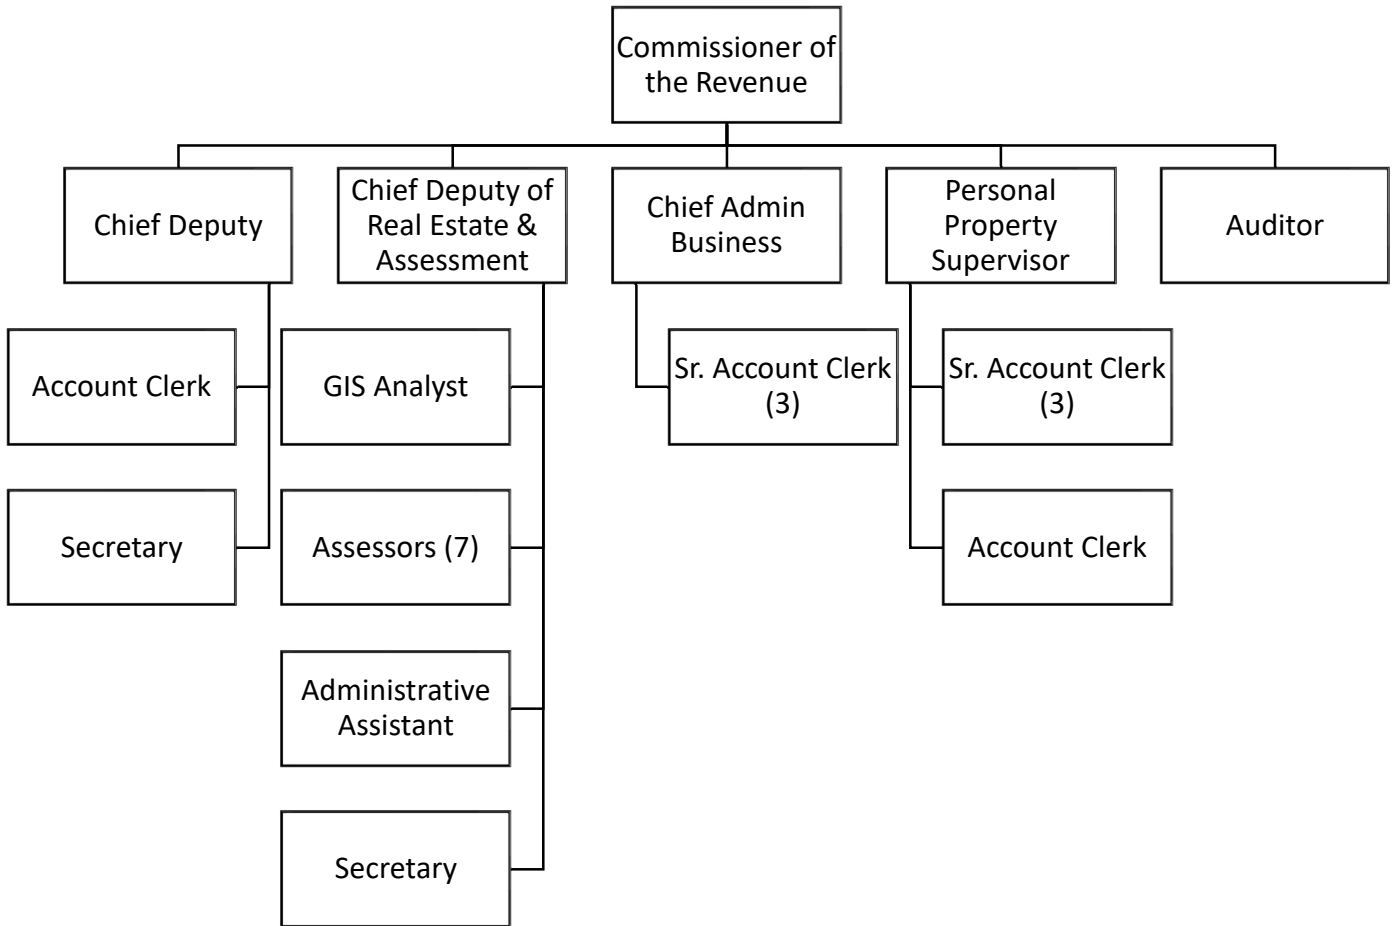 Commissioner of
the Revenue
Chief Deputy
Chief Deputy of
Real Estate &
Assessment
Chief Admin
Business
Personal
Property
Supervisor
Auditor
Account Clerk
GIS Analyst
Sr. Account Clerk
(3)
Sr. Account Clerk
(3)
Secretary
Assessors (7)
Account Clerk
Administrative
Assistant
Secretary